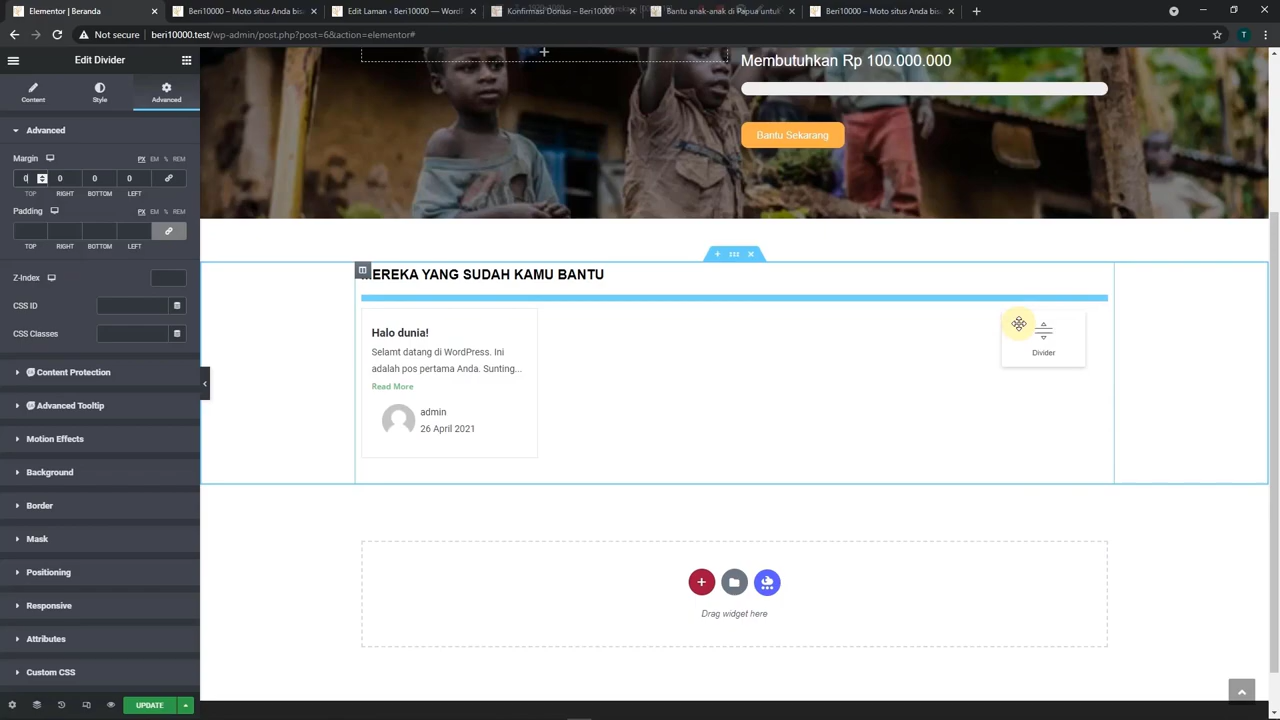 Elementor | Beranda
Beri10000 – Moto situs Anda bis
Edit Laman ‹ Beri10000 — Word
Konfirmasi Donasi – Beri10000
Bantu anak-anak di Papua untuk
Beri10000 – Moto situs Anda bis
Not secure
beri10000.test/wp-admin/post.php?post=6&action=elementor#
T
Edit Divider
Content
Style
Advanced
Advanced
Margin
PX EM % REM
0 0 0 0
TOP RIGHT BOTTOM LEFT
Padding
PX EM % REM
TOP RIGHT BOTTOM LEFT
Z-Index
CSS ID
CSS Classes
Content Protection
Advanced Tooltip
Motion Effects
Background
Border
Mask
Positioning
Responsive
Attributes
Custom CSS
UPDATE
Membutuhkan Rp 100.000.000
Bantu Sekarang
MEREKA YANG SUDAH KAMU BANTU
Halo dunia!
Selamt datang di WordPress. Ini
adalah pos pertama Anda. Sunting...
Read More
admin
26 April 2021
Divider
Drag widget here